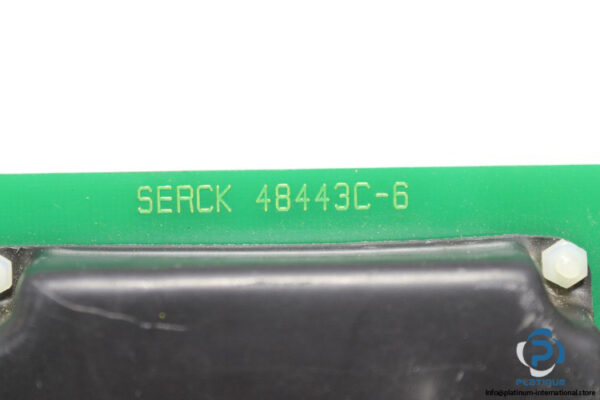 SERCK 48443C-6
PLATIQUE
info@platinum-international.store